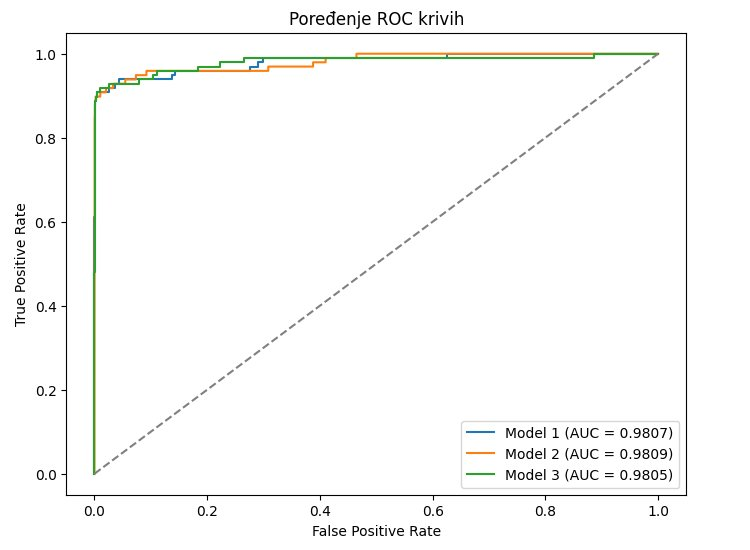 Poređenje ROC krivih
True Positive Rate
1.0
0.8
0.6
0.4
0.2
0.0
Model 1 (AUC = 0.9807)
Model 2 (AUC = 0.9809)
Model 3 (AUC = 0.9805)
0.0 0.2 0.4 0.6 0.8 1.0
False Positive Rate